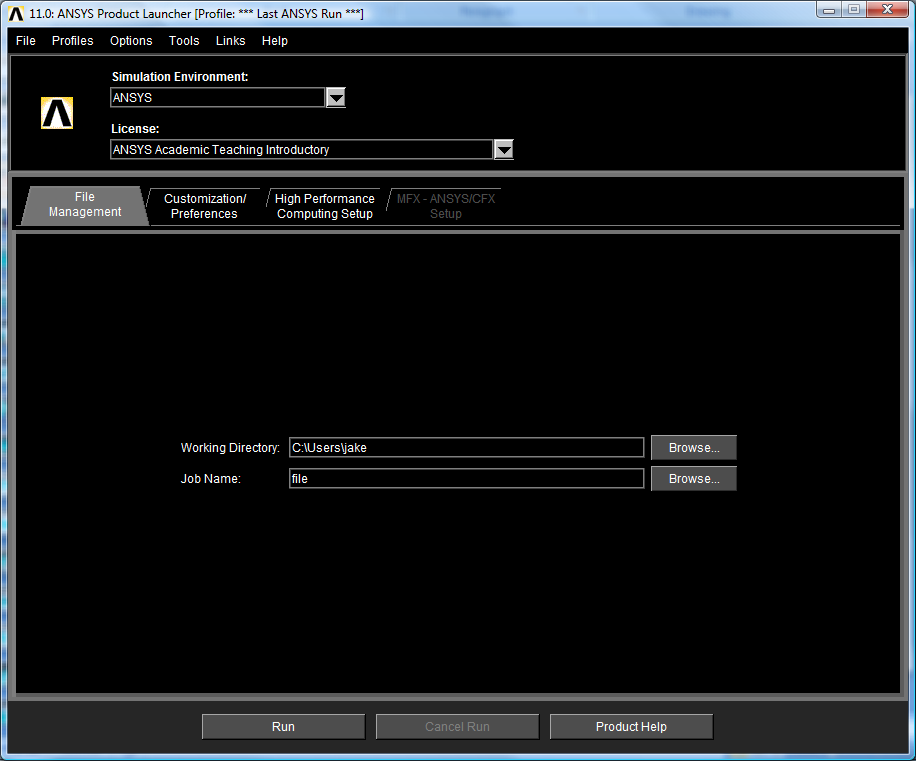 11.0: ANSYS Product Launcher [Profile: *** Last ANSYS Run ***]
File Profiles Options Tools Links Help
Simulation Environment:
ANSYS
License:
ANSYS Academic Teaching Introductory
File
Management
Customization/
Preferences
High Performance
Computing Setup
MFX - ANSYS/CFX
Setup
Working Directory: C:\Users\jake Browse...
Job Name: file Browse...
Run Cancel Run Product Help